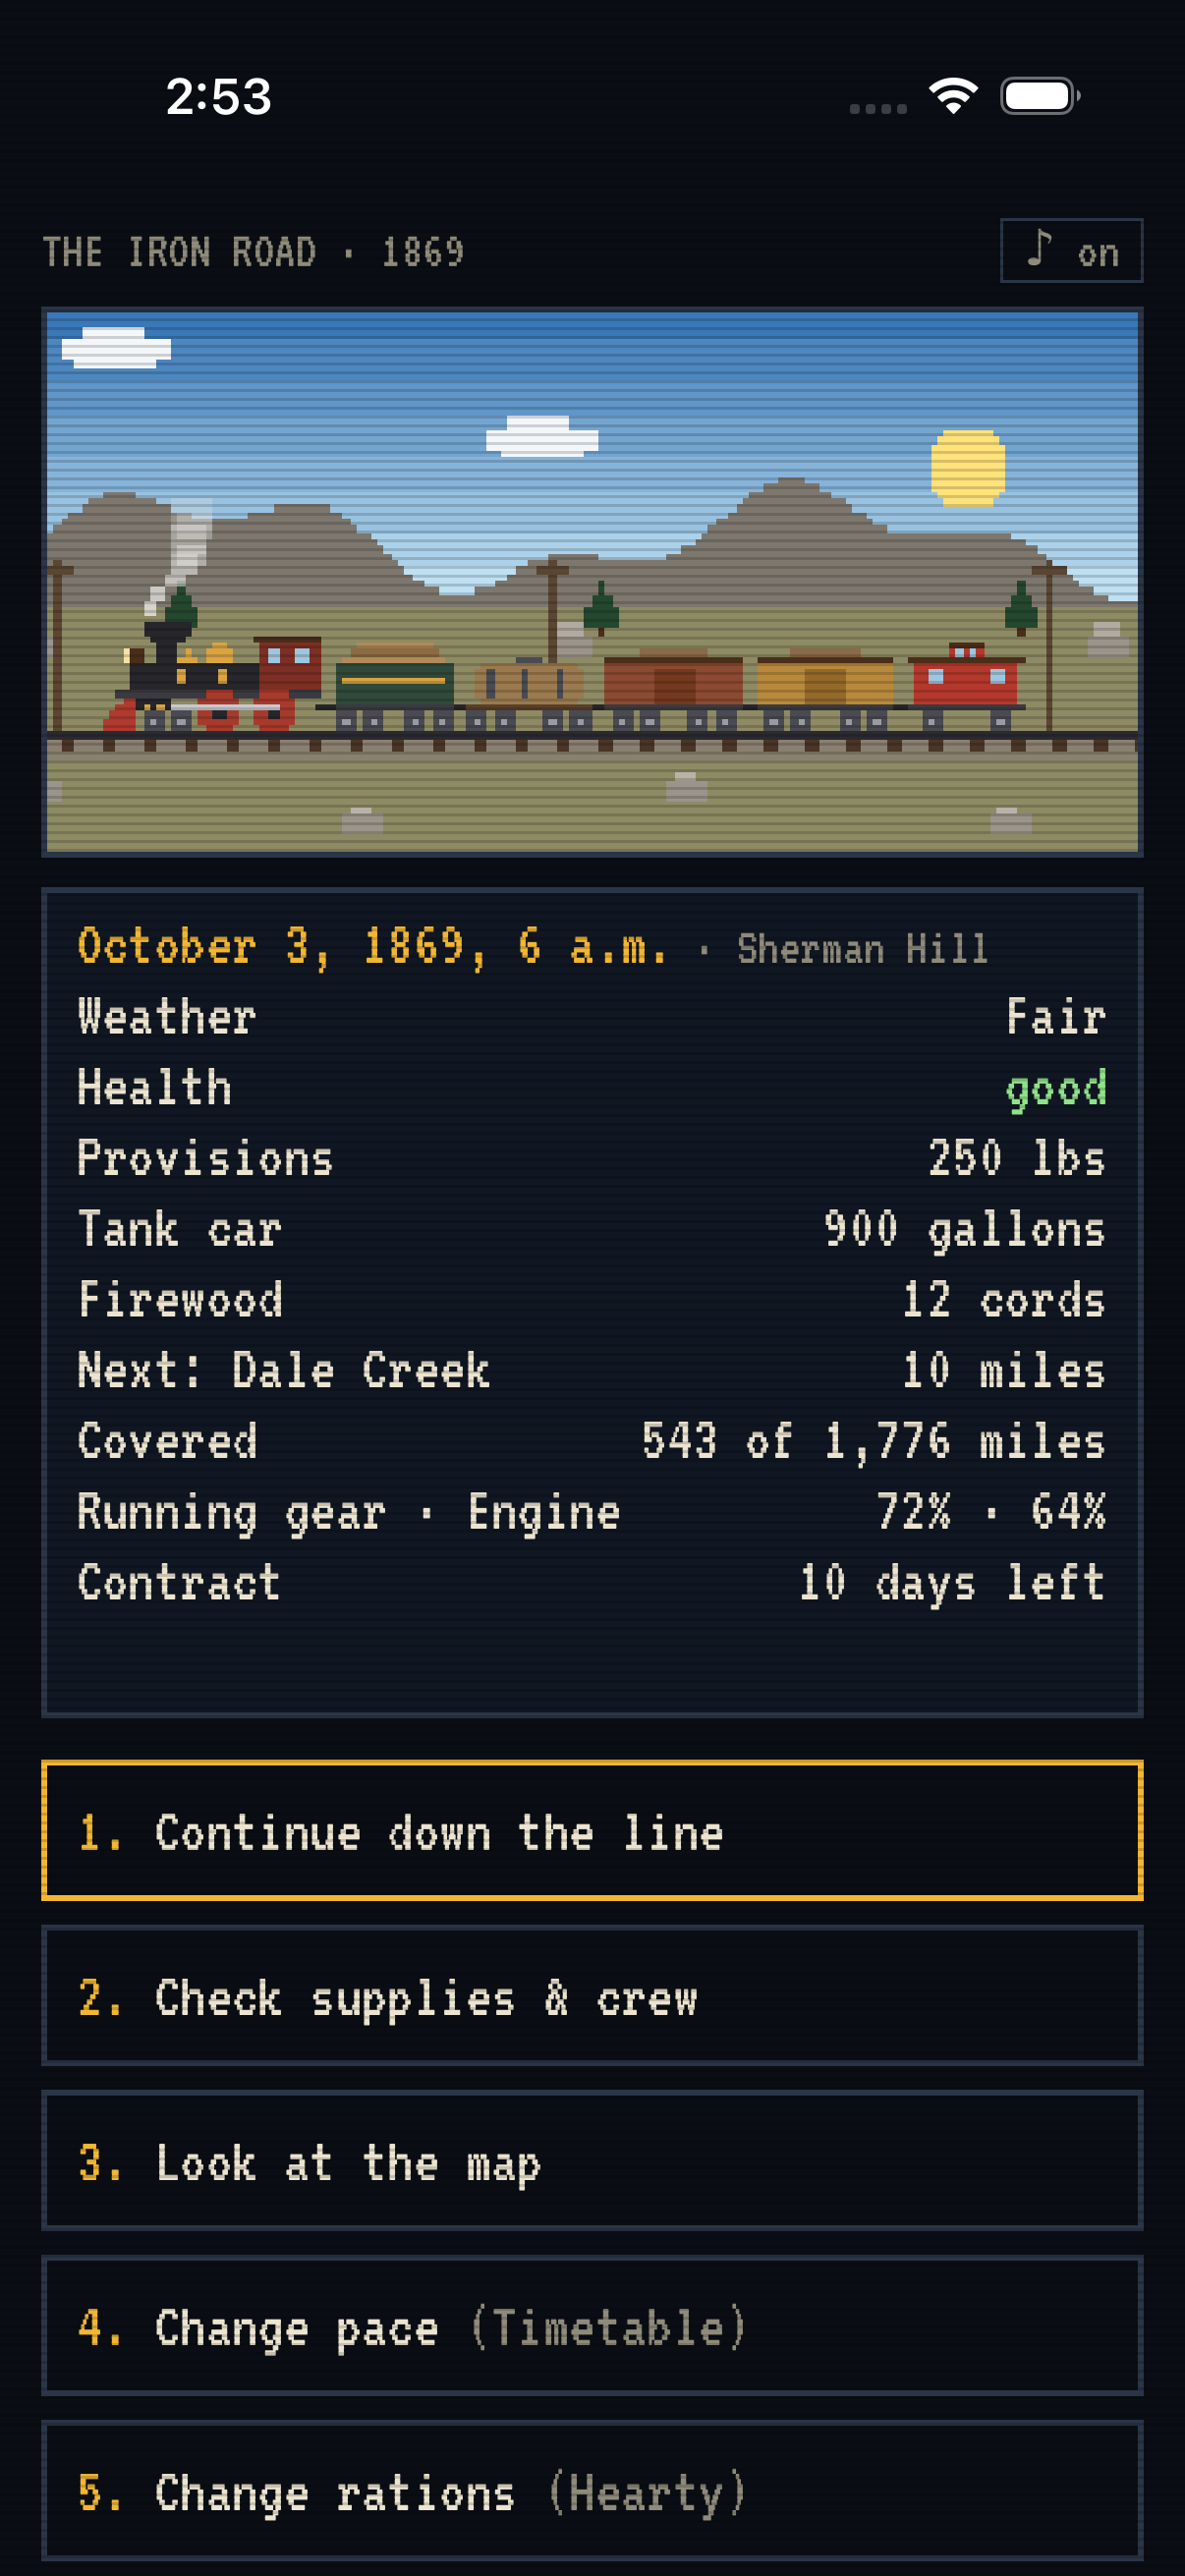 2:53
THE IRON ROAD · 1869 ♪ on
October 3, 1869, 6 a.m. · Sherman Hill
Weather Fair
Health good
Provisions 250 lbs
Tank car 900 gallons
Firewood 12 cords
Next: Dale Creek 10 miles
Covered 543 of 1,776 miles
Running gear · Engine 72% · 64%
Contract 10 days left
1. Continue down the line
2. Check supplies & crew
3. Look at the map
4. Change pace (Timetable)
5. Change rations (Hearty)